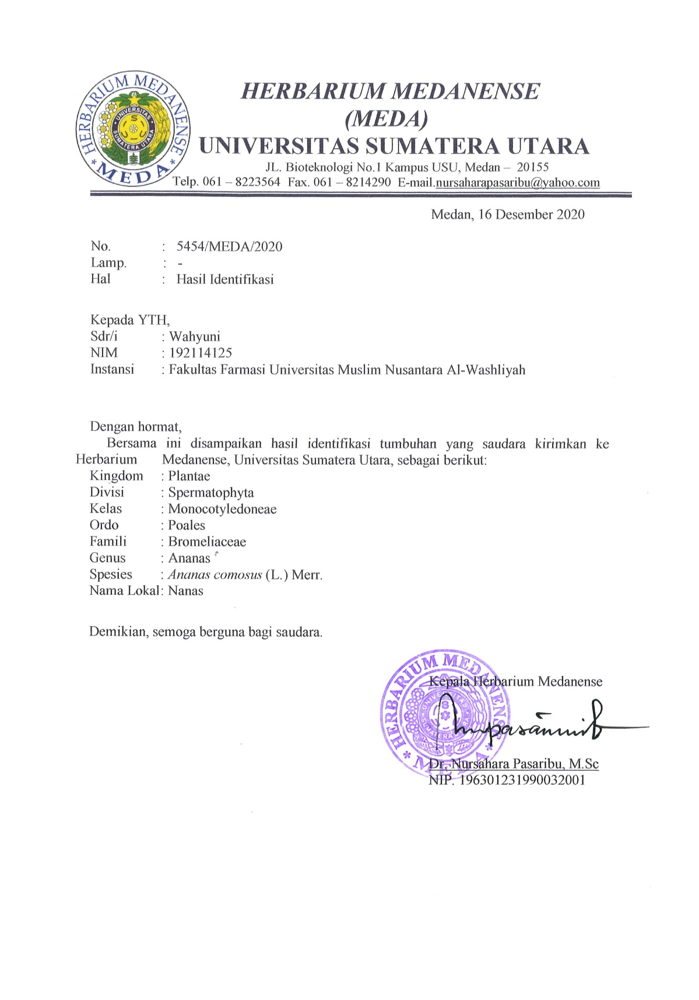 HERBARIUM MEDANENSE
* MEDA *
UNIVERSITAS
SUMATERA UTARA
HERBARIUM MEDANENSE
(MEDA)
UNIVERSITAS SUMATERA UTARA
JL. Bioteknologi No.1 Kampus USU, Medan – 20155
Telp. 061 – 8223564 Fax. 061 – 8214290 E-mail.nursaharapasaribu@yahoo.com
Medan, 16 Desember 2020
No. : 5454/MEDA/2020
Lamp. : -
Hal : Hasil Identifikasi
Kepada YTH,
Sdr/i : Wahyuni
NIM : 192114125
Instansi : Fakultas Farmasi Universitas Muslim Nusantara Al-Washliyah
Dengan hormat,
Bersama ini disampaikan hasil identifikasi tumbuhan yang saudara kirimkan ke
Herbarium Medanense, Universitas Sumatera Utara, sebagai berikut:
Kingdom : Plantae
Divisi : Spermatophyta
Kelas : Monocotyledoneae
Ordo : Poales
Famili : Bromeliaceae
Genus : Ananas
Spesies : Ananas comosus (L.) Merr.
Nama Lokal : Nanas
Demikian, semoga berguna bagi saudara.
HERBARIUM MEDANENSE
* MEDA *
UNIVERSITAS
SUMATERA UTARA
Kepala Herbarium Medanense
Dr. Nursahara Pasaribu, M.Sc
NIP. 196301231990032001